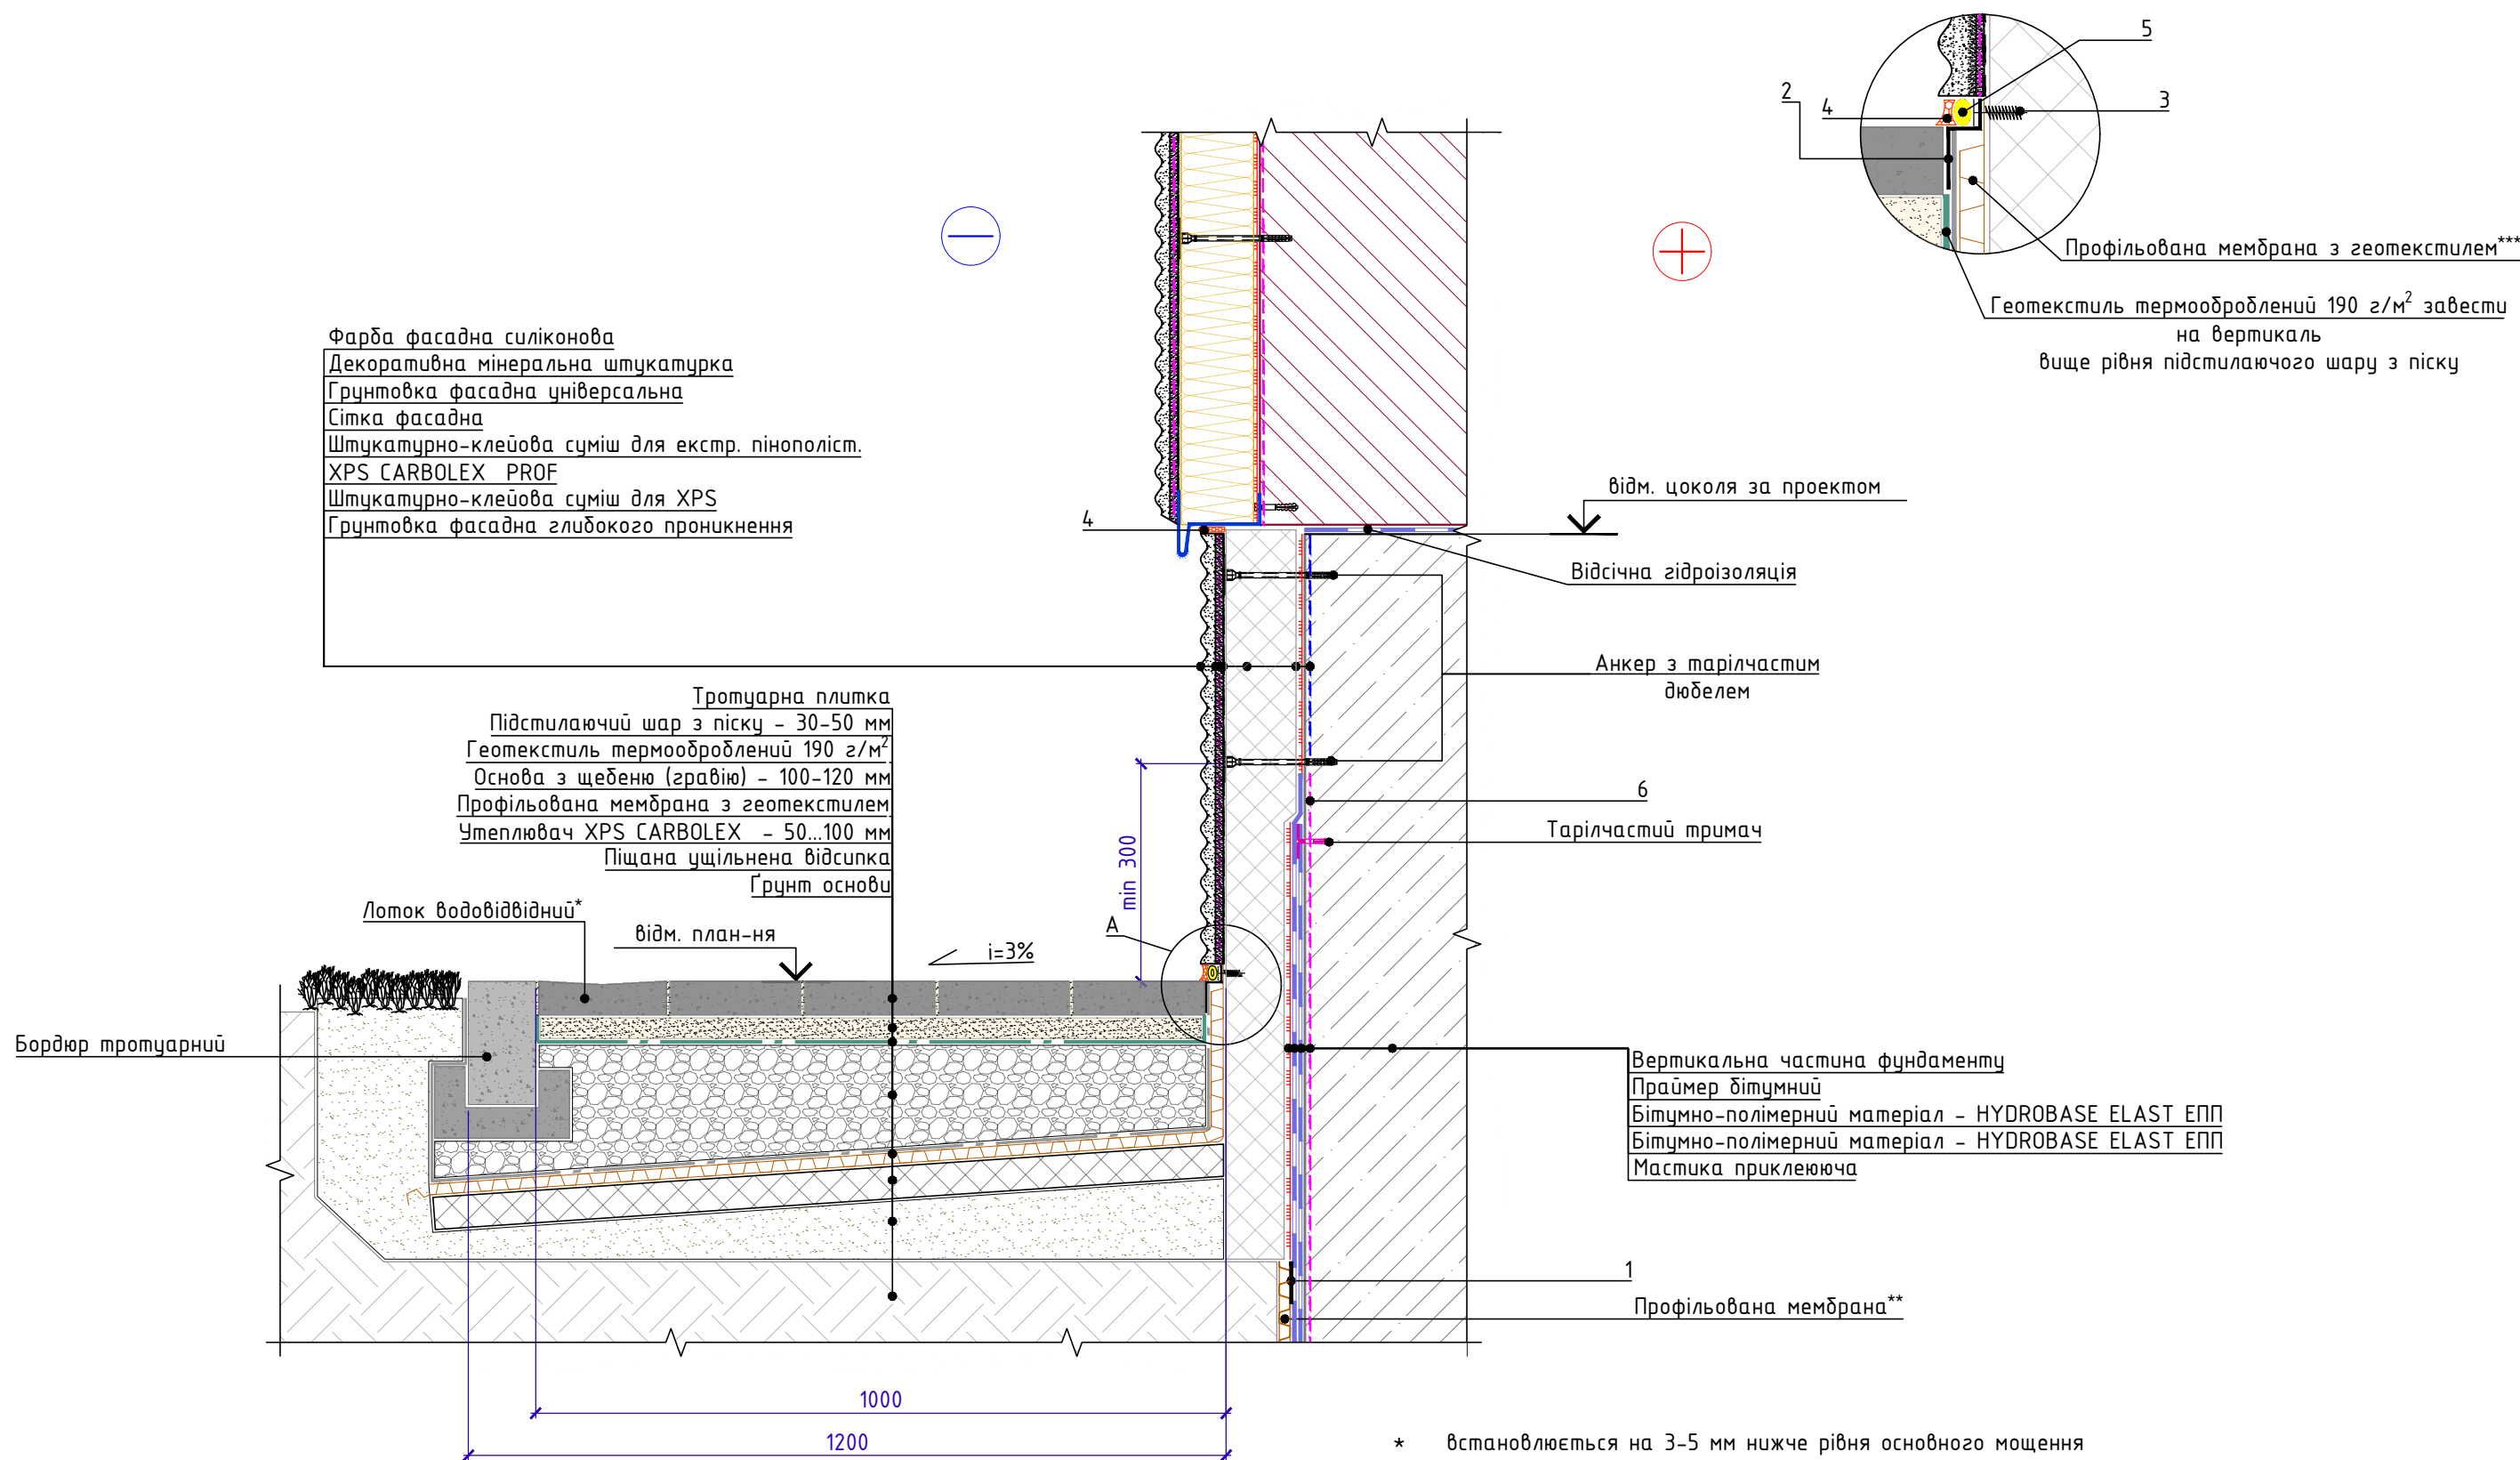 5
2
4
3
Профільована мембрана з геотекстилем***
Геотекстиль термооброблений 190 г/м² завести
на вертикаль
вище рівня підстилаючого шару з піску
Фарба фасадна силіконова
Декоративна мінеральна штукатурка
Грунтовка фасадна універсальна
Сітка фасадна
Штукатурно-клейова суміш для екстр. пінополіст.
XPS CARBOLEX PROF
Штукатурно-клейова суміш для XPS
Грунтовка фасадна глибокого проникнення
4
відм. цоколя за проектом
Відсічна гідроізоляція
Анкер з тарілчастим
дюбелем
Тротуарна плитка
Підстилаючий шар з піску - 30-50 мм
Геотекстиль термооброблений 190 г/м²
Основа з щебеню (гравію) - 100-120 мм
Профільована мембрана з геотекстилем
Утеплювач XPS CARBOLEX - 50...100 мм
Піщана ущільнена відсипка
Ґрунт основи
6
Тарілчастий тримач
min 300
Лоток водовідвідний*
відм. план-ня
i=3%
А
Бордюр тротуарний
Вертикальна частина фундаменту
Праймер бітумний
Бітумно-полімерний матеріал - HYDROBASE ELAST ЕПП
Бітумно-полімерний матеріал - HYDROBASE ELAST ЕПП
Мастика приклеююча
1
Профільована мембрана**
1000
1200
* встановлюється на 3-5 мм нижче рівня основного мощення